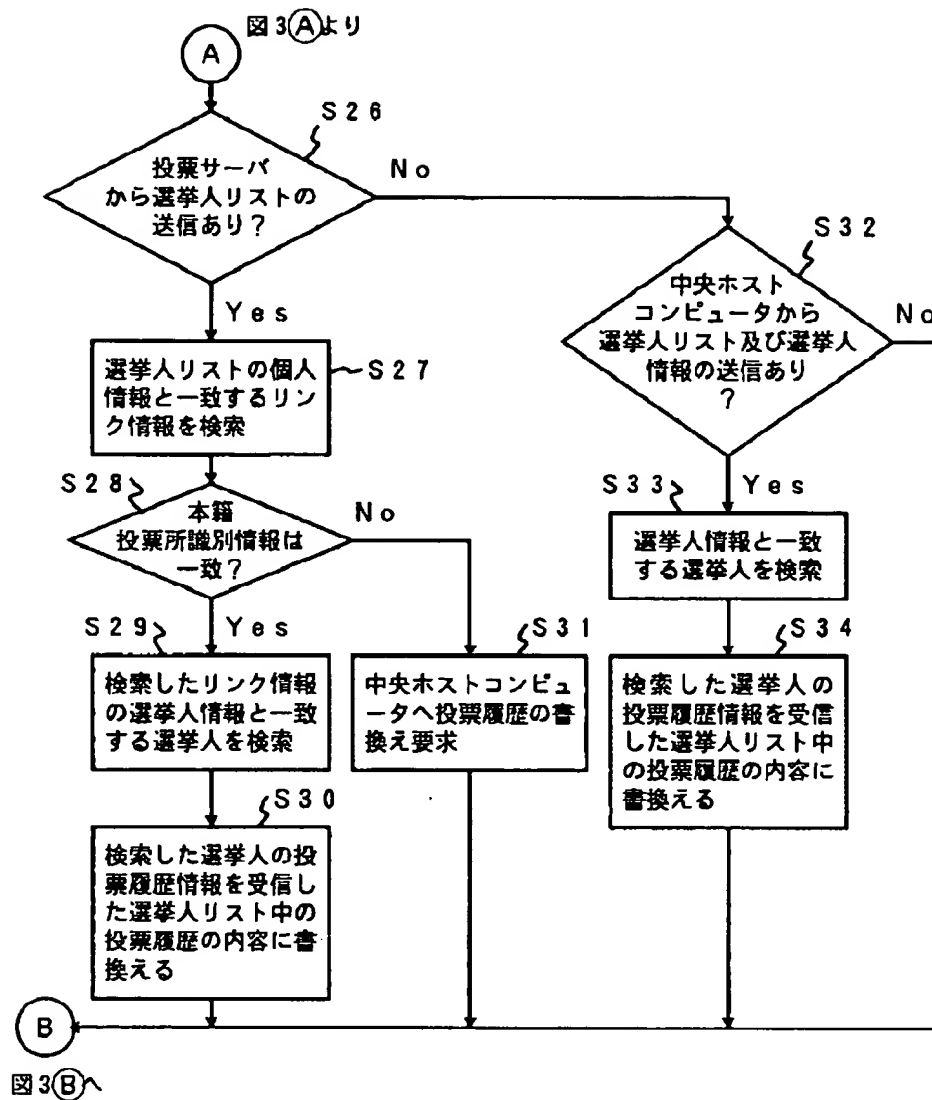 図3Ⓐより
A
S26
投票サーバ
から選挙人リストの
送信あり?
No
Yes
S32
中央ホスト
コンピュータから
選挙人リスト及び選挙人
情報の送信あり
?
No
Yes
S27
選挙人リストの個人
情報と一致するリン
ク情報を検索
S28
本籍
投票所識別情報は
一致?
No
Yes
S33
選挙人情報と一致
する選挙人を検索
S29
検索したリンク情報
の選挙人情報と一致
する選挙人を検索
S31
中央ホストコンピュ
ータへ投票履歴の書
換え要求
S34
検索した選挙人の
投票履歴情報を受信
した選挙人リスト中
の投票履歴の内容に
書換える
S30
検索した選挙人の投
票履歴情報を受信し
た選挙人リスト中の
投票履歴の内容に書
換える
B
図3Ⓑへ